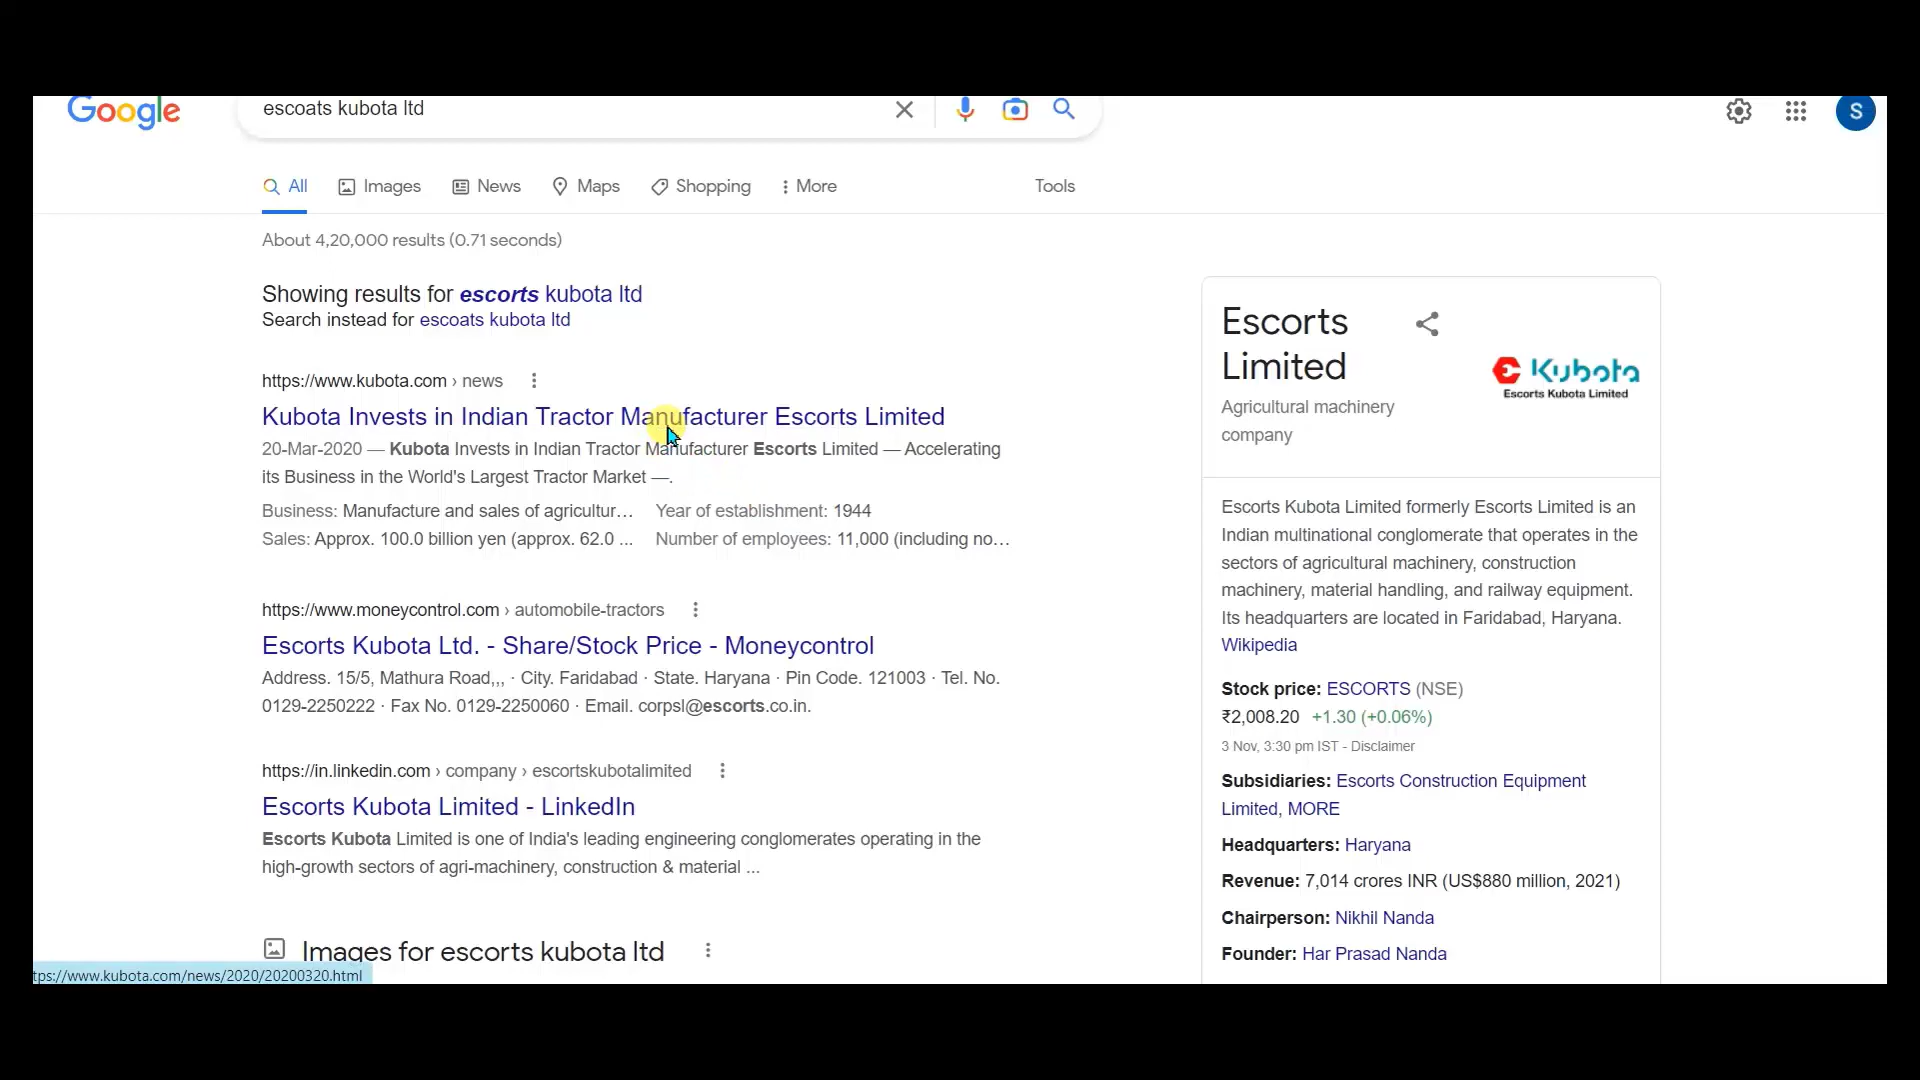 Google
escoats kubota ltd
S
All Images News Maps Shopping More Tools
About 4,20,000 results (0.71 seconds)
Showing results for escorts kubota ltd
Search instead for escoats kubota ltd
https://www.kubota.com › news
Kubota Invests in Indian Tractor Manufacturer Escorts Limited
20-Mar-2020 — Kubota Invests in Indian Tractor Manufacturer Escorts Limited — Accelerating
its Business in the World's Largest Tractor Market —.
Business: Manufacture and sales of agricultur... Year of establishment: 1944
Sales: Approx. 100.0 billion yen (approx. 62.0 ... Number of employees: 11,000 (including no...
https://www.moneycontrol.com › automobile-tractors
Escorts Kubota Ltd. - Share/Stock Price - Moneycontrol
Address. 15/5, Mathura Road,,, · City. Faridabad · State. Haryana · Pin Code. 121003 · Tel. No.
0129-2250222 · Fax No. 0129-2250060 · Email. corpsl@escorts.co.in.
https://in.linkedin.com › company › escortskubotalimited
Escorts Kubota Limited - LinkedIn
Escorts Kubota Limited is one of India's leading engineering conglomerates operating in the
high-growth sectors of agri-machinery, construction & material ...
Images for escorts kubota ltd
tps://www.kubota.com/news/2020/20200320.html
Escorts
Limited
Agricultural machinery
company
Kubota
Escorts Kubota Limited
Escorts Kubota Limited formerly Escorts Limited is an
Indian multinational conglomerate that operates in the
sectors of agricultural machinery, construction
machinery, material handling, and railway equipment.
Its headquarters are located in Faridabad, Haryana.
Wikipedia
Stock price: ESCORTS (NSE)
₹2,008.20 +1.30 (+0.06%)
3 Nov, 3:30 pm IST - Disclaimer
Subsidiaries: Escorts Construction Equipment
Limited, MORE
Headquarters: Haryana
Revenue: 7,014 crores INR (US$880 million, 2021)
Chairperson: Nikhil Nanda
Founder: Har Prasad Nanda